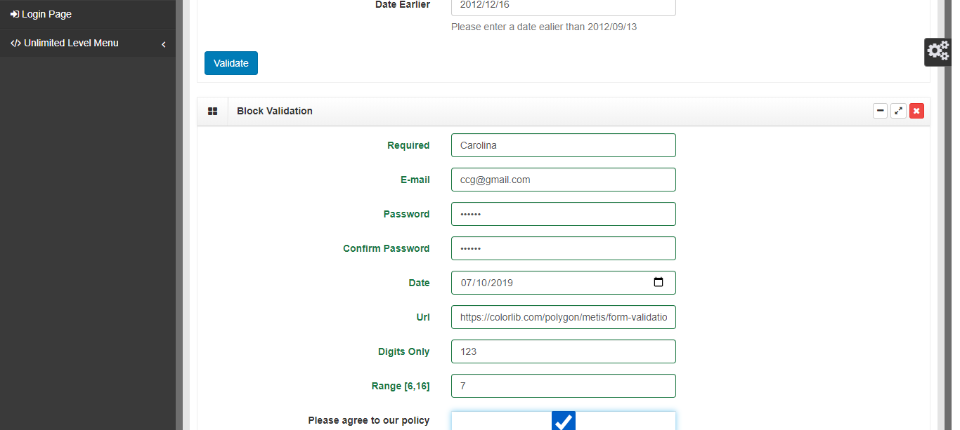 Login Page
</> Unlimited Level Menu
Date Earlier 2012/12/16
Please enter a date ealier than 2012/09/13
Validate
Block Validation
Required Carolina
E-mail ccg@gmail.com
Password ••••••
Confirm Password ••••••
Date 07/10/2019
Url https://colorlib.com/polygon/metis/form-validatio
Digits Only 123
Range [6,16] 7
Please agree to our policy